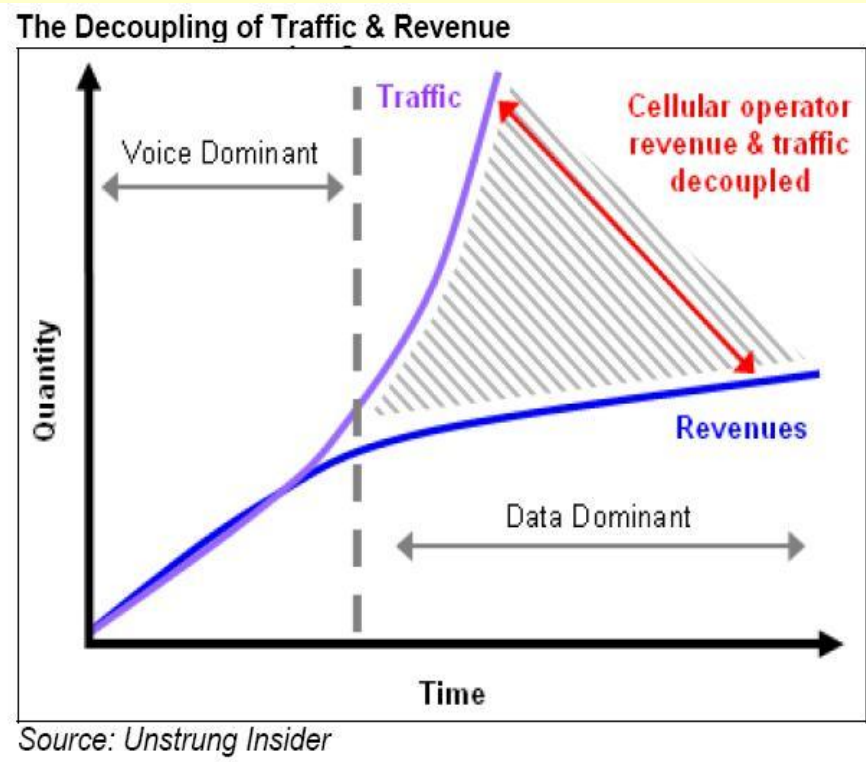 The Decoupling of Traffic & Revenue
Traffic
Cellular operator
revenue & traffic
decoupled
Voice Dominant
Quantity
Revenues
Data Dominant
Time
Source: Unstrung Insider